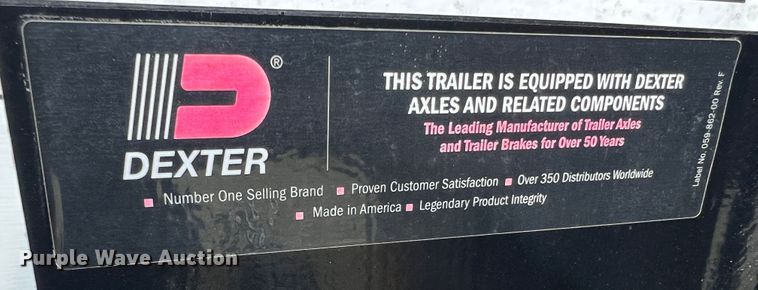 ®
DEXTER
THIS TRAILER IS EQUIPPED WITH DEXTER
AXLES AND RELATED COMPONENTS
The Leading Manufacturer of Trailer Axles
and Trailer Brakes for Over 50 Years
■ Number One Selling Brand ■ Proven Customer Satisfaction ■ Over 350 Distributors Worldwide
■ Made in America ■ Legendary Product Integrity
Label No. 059-862-00 Rev. F
Purple Wave Auction